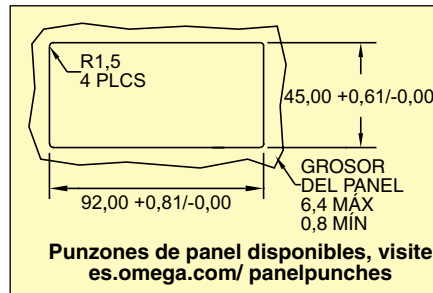 R1,5
4 PLCS
45,00 +0,61/-0,00
92,00 +0,81/-0,00
GROSOR
DEL PANEL
6,4 MÁX
0,8 MÍN
Punzones de panel disponibles, visite
es.omega.com/ panelpunches